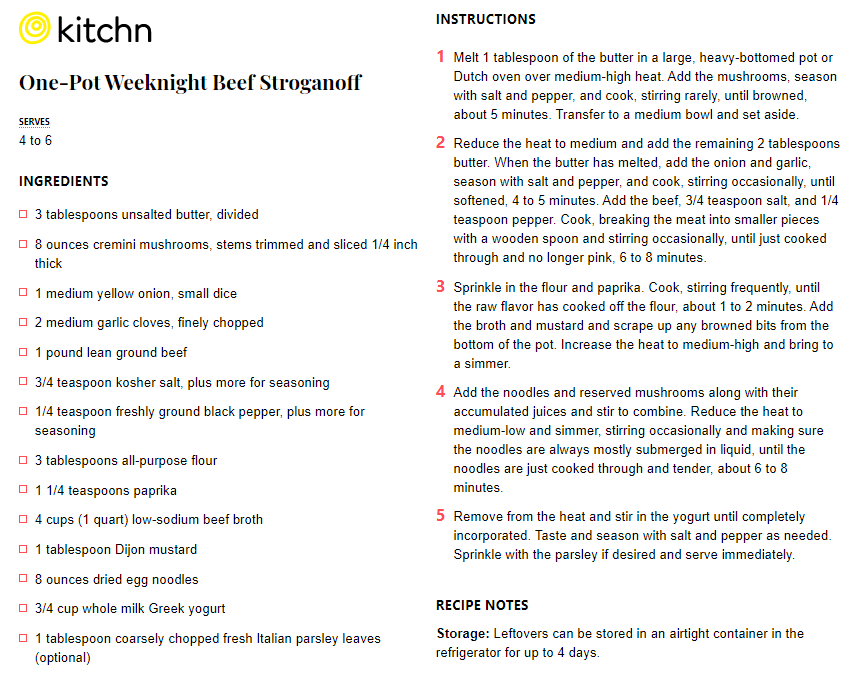 kitchn
One-Pot Weeknight Beef Stroganoff
SERVES
4 to 6
INGREDIENTS
3 tablespoons unsalted butter, divided
8 ounces cremini mushrooms, stems trimmed and sliced 1/4 inch
thick
1 medium yellow onion, small dice
2 medium garlic cloves, finely chopped
1 pound lean ground beef
3/4 teaspoon kosher salt, plus more for seasoning
1/4 teaspoon freshly ground black pepper, plus more for
seasoning
3 tablespoons all-purpose flour
1 1/4 teaspoons paprika
4 cups (1 quart) low-sodium beef broth
1 tablespoon Dijon mustard
8 ounces dried egg noodles
3/4 cup whole milk Greek yogurt
1 tablespoon coarsely chopped fresh Italian parsley leaves
(optional)
INSTRUCTIONS
1 Melt 1 tablespoon of the butter in a large, heavy-bottomed pot or
Dutch oven over medium-high heat. Add the mushrooms, season
with salt and pepper, and cook, stirring rarely, until browned,
about 5 minutes. Transfer to a medium bowl and set aside.
2 Reduce the heat to medium and add the remaining 2 tablespoons
butter. When the butter has melted, add the onion and garlic,
season with salt and pepper, and cook, stirring occasionally, until
softened, 4 to 5 minutes. Add the beef, 3/4 teaspoon salt, and 1/4
teaspoon pepper. Cook, breaking the meat into smaller pieces
with a wooden spoon and stirring occasionally, until just cooked
through and no longer pink, 6 to 8 minutes.
3 Sprinkle in the flour and paprika. Cook, stirring frequently, until
the raw flavor has cooked off the flour, about 1 to 2 minutes. Add
the broth and mustard and scrape up any browned bits from the
bottom of the pot. Increase the heat to medium-high and bring to
a simmer.
4 Add the noodles and reserved mushrooms along with their
accumulated juices and stir to combine. Reduce the heat to
medium-low and simmer, stirring occasionally and making sure
the noodles are always mostly submerged in liquid, until the
noodles are just cooked through and tender, about 6 to 8
minutes.
5 Remove from the heat and stir in the yogurt until completely
incorporated. Taste and season with salt and pepper as needed.
Sprinkle with the parsley if desired and serve immediately.
RECIPE NOTES
Storage: Leftovers can be stored in an airtight container in the
refrigerator for up to 4 days.